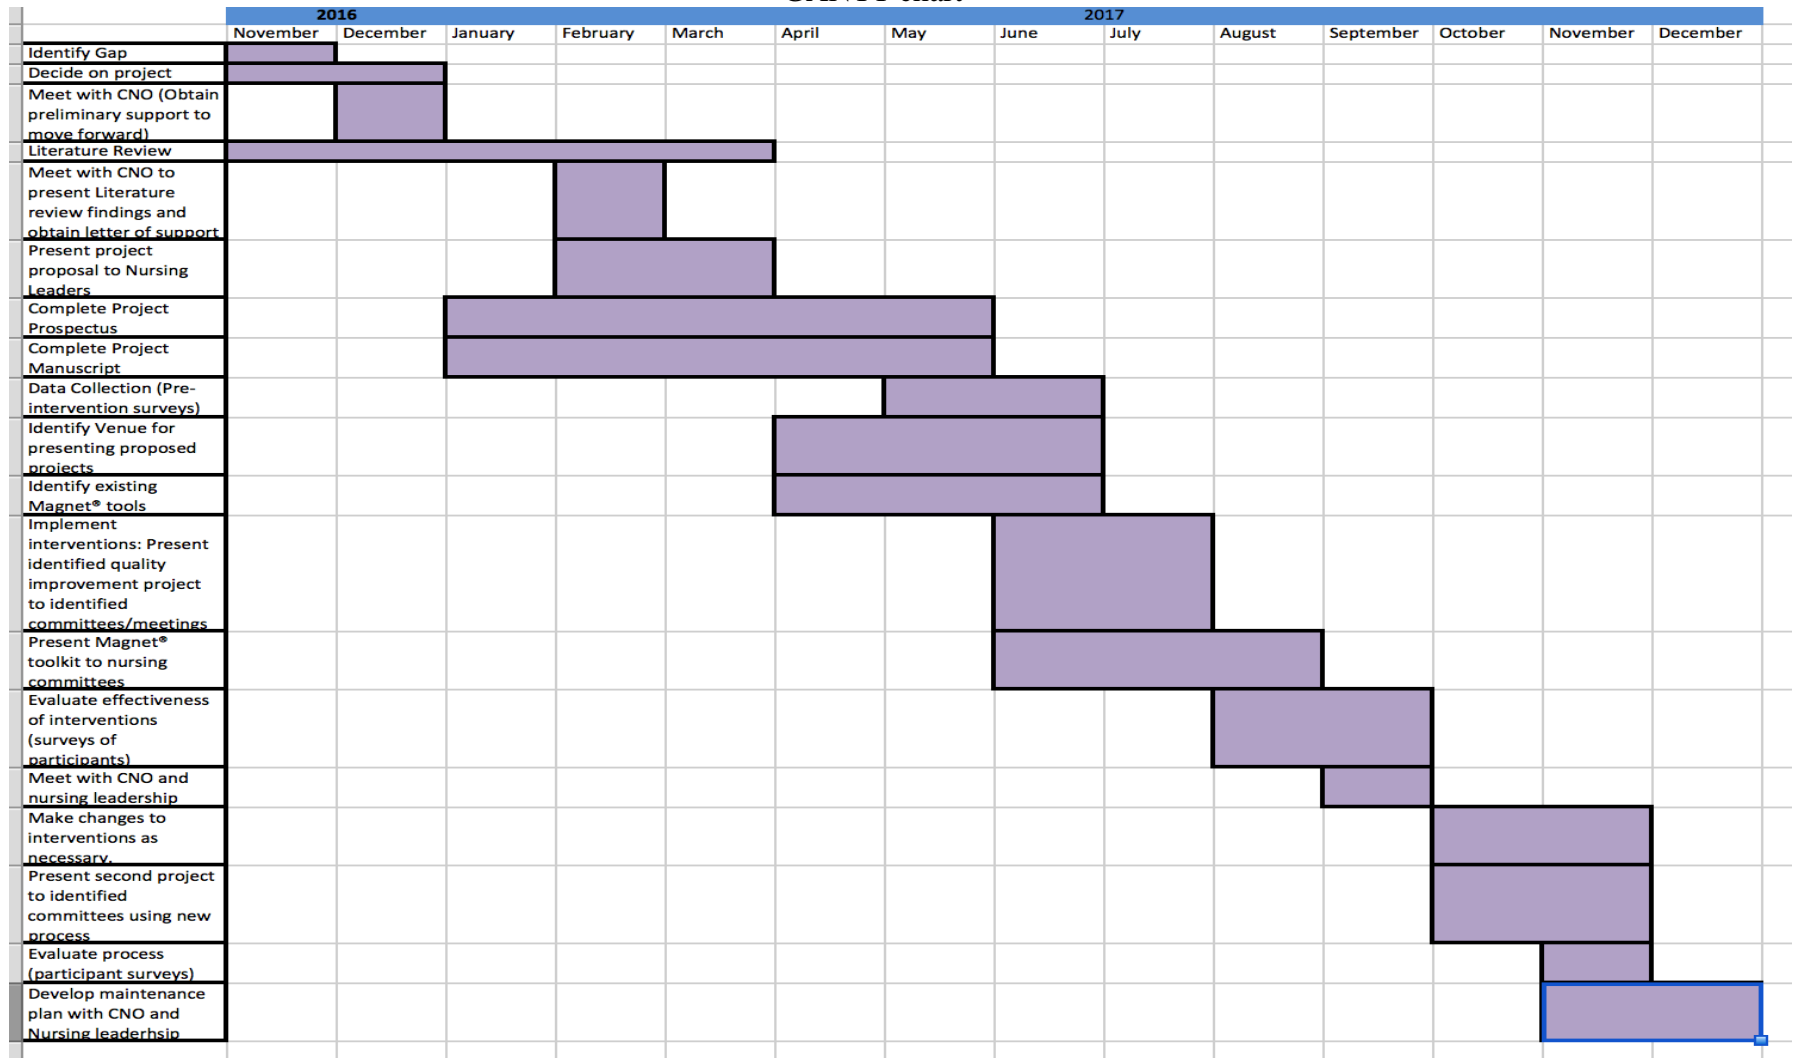 GANTT chart
2016 2017
November December January February March April May June July August September October November December
Identify Gap
Decide on project
Meet with CNO (Obtain
preliminary support to
move forward)
Literature Review
Meet with CNO to
present Literature
review findings and
obtain letter of support
Present project
proposal to Nursing
Leaders
Complete Project
Prospectus
Complete Project
Manuscript
Data Collection (Pre-
intervention surveys)
Identify Venue for
presenting proposed
projects
Identify existing
Magnet® tools
Implement
interventions: Present
identified quality
improvement project
to identified
committees/meetings
Present Magnet®
toolkit to nursing
committees
Evaluate effectiveness
of interventions
(surveys of
participants)
Meet with CNO and
nursing leadership
Make changes to
interventions as
necessary.
Present second project
to identified
committees using new
process
Evaluate process
(participant surveys)
Develop maintenance
plan with CNO and
Nursing leaderhsip